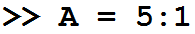 >> A = 5:1